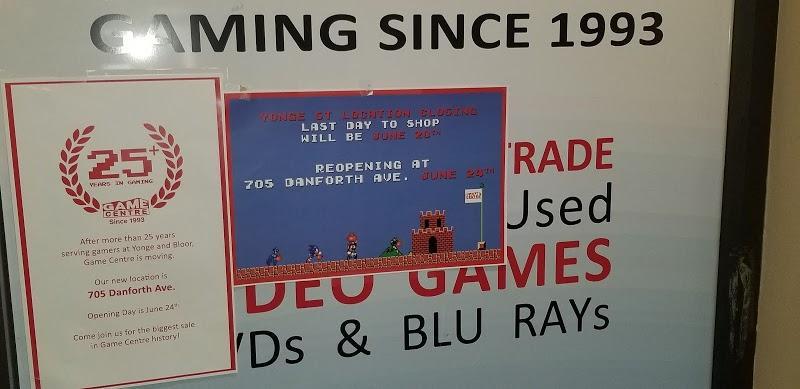 GAMING SINCE 1993
25+
YEARS IN GAMING
GAME
CENTRE
Since 1993
After more than 25 years
serving gamers at Yonge and Bloor,
Game Centre is moving.
Our new location is
705 Danforth Ave.
Opening Day is June 24th
Come join us for the biggest sale
in Game Centre history!
YONGE ST LOCATION CLOSING
LAST DAY TO SHOP
WILL BE JUNE 20TH
REOPENING AT
705 DANFORTH AVE. JUNE 24TH
TRADE
Used
DEO GAMES
VDs & BLU RAYs